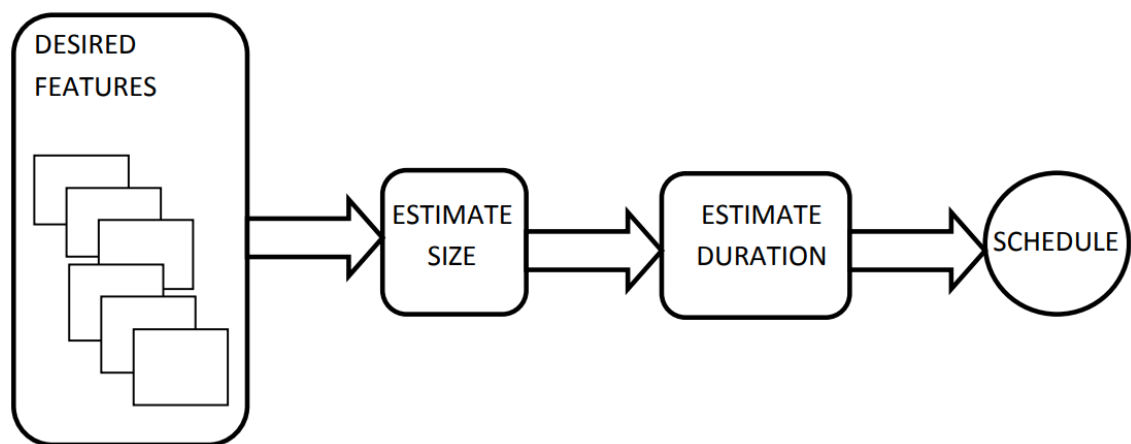 DESIRED
FEATURES
ESTIMATE
SIZE
ESTIMATE
DURATION
SCHEDULE